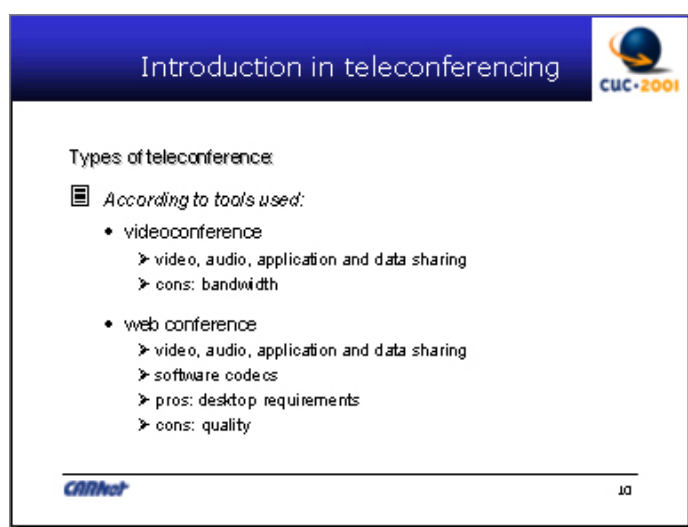 Introduction in teleconferencing
CUC·2001
Types of teleconference:
According to tools used:
• videoconference
➢ video, audio, application and data sharing
➢ cons: bandwidth
• web conference
➢ video, audio, application and data sharing
➢ software codecs
➢ pros: desktop requirements
➢ cons: quality
CARNet
10